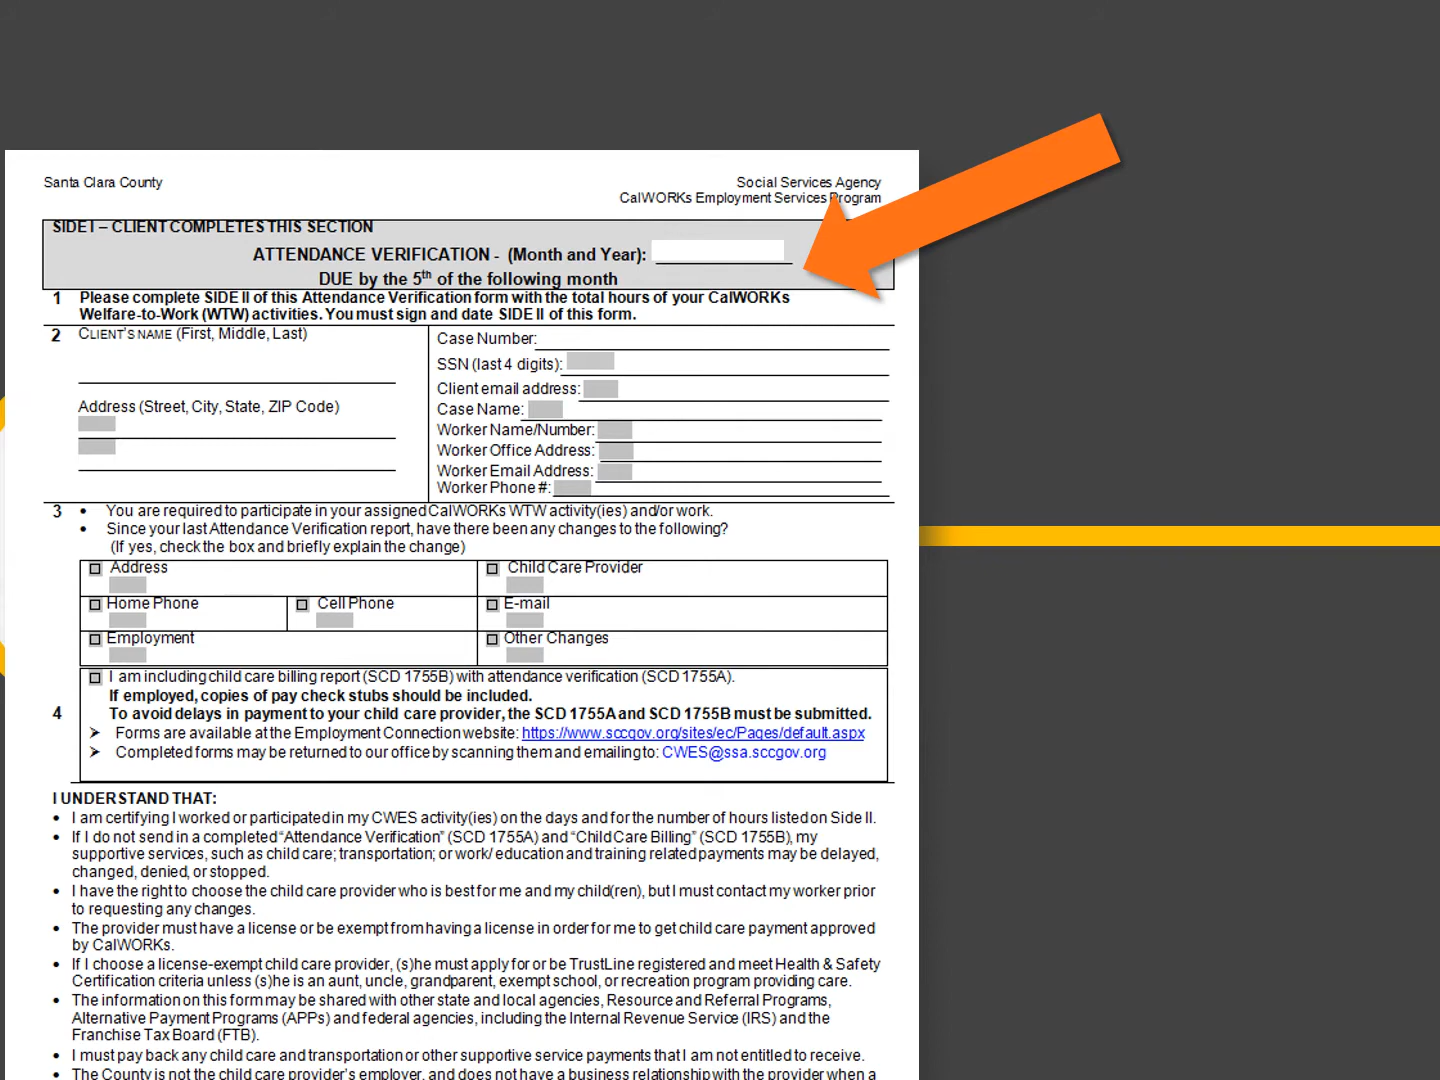 Santa Clara County
Social Services Agency
CalWORKs Employment Services Program
SIDE I – CLIENT COMPLETES THIS SECTION
ATTENDANCE VERIFICATION - (Month and Year):
DUE by the 5th of the following month
1 Please complete SIDE II of this Attendance Verification form with the total hours of your CalWORKs
Welfare-to-Work (WTW) activities. You must sign and date SIDE II of this form.
2 CLIENT'S NAME (First, Middle, Last)
Address (Street, City, State, ZIP Code)
Case Number:
SSN (last 4 digits):
Client email address:
Case Name:
Worker Name/Number:
Worker Office Address:
Worker Email Address:
Worker Phone #:
3 • You are required to participate in your assigned CalWORKs WTW activity(ies) and/or work.
• Since your last Attendance Verification report, have there been any changes to the following?
(If yes, check the box and briefly explain the change)
Address
Child Care Provider
Home Phone
Cell Phone
E-mail
Employment
Other Changes
I am including child care billing report (SCD 1755B) with attendance verification (SCD 1755A).
If employed, copies of pay check stubs should be included.
4 To avoid delays in payment to your child care provider, the SCD 1755A and SCD 1755B must be submitted.
➢ Forms are available at the Employment Connection website: https://www.sccgov.org/sites/ec/Pages/default.aspx
➢ Completed forms may be returned to our office by scanning them and emailing to: CWES@ssa.sccgov.org
I UNDERSTAND THAT:
• I am certifying I worked or participated in my CWES activity(ies) on the days and for the number of hours listed on Side II.
• If I do not send in a completed "Attendance Verification" (SCD 1755A) and "Child Care Billing" (SCD 1755B), my
supportive services, such as child care; transportation; or work/ education and training related payments may be delayed,
changed, denied, or stopped.
• I have the right to choose the child care provider who is best for me and my child(ren), but I must contact my worker prior
to requesting any changes.
• The provider must have a license or be exempt from having a license in order for me to get child care payment approved
by CalWORKs.
• If I choose a license-exempt child care provider, (s)he must apply for or be TrustLine registered and meet Health & Safety
Certification criteria unless (s)he is an aunt, uncle, grandparent, exempt school, or recreation program providing care.
• The information on this form may be shared with other state and local agencies, Resource and Referral Programs,
Alternative Payment Programs (APPs) and federal agencies, including the Internal Revenue Service (IRS) and the
Franchise Tax Board (FTB).
• I must pay back any child care and transportation or other supportive service payments that I am not entitled to receive.
• The County is not the child care provider's employer, and does not have a business relationship with the provider when a